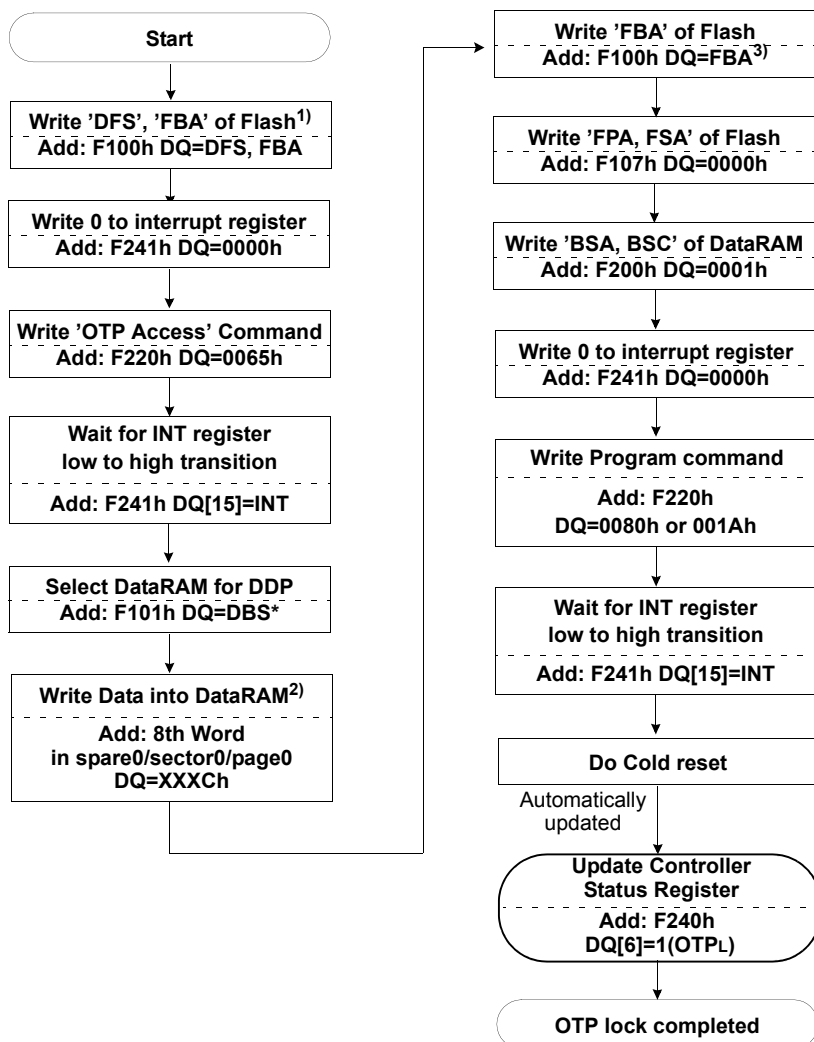 Start
Write ’DFS’, ’FBA’ of Flash1)
Add: F100h DQ=DFS, FBA
Write 0 to interrupt register
Add: F241h DQ=0000h
Write ’OTP Access’ Command
Add: F220h DQ=0065h
Wait for INT register
low to high transition
Add: F241h DQ[15]=INT
Select DataRAM for DDP
Add: F101h DQ=DBS*
Write Data into DataRAM2)
Add: 8th Word
in spare0/sector0/page0
DQ=XXXCh
Write ’FBA’ of Flash
Add: F100h DQ=FBA3)
Write ’FPA, FSA’ of Flash
Add: F107h DQ=0000h
Write ’BSA, BSC’ of DataRAM
Add: F200h DQ=0001h
Write 0 to interrupt register
Add: F241h DQ=0000h
Write Program command
Add: F220h
DQ=0080h or 001Ah
Wait for INT register
low to high transition
Add: F241h DQ[15]=INT
Do Cold reset
Automatically
updated
Update Controller
Status Register
Add: F240h
DQ[6]=1(OTPL)
OTP lock completed